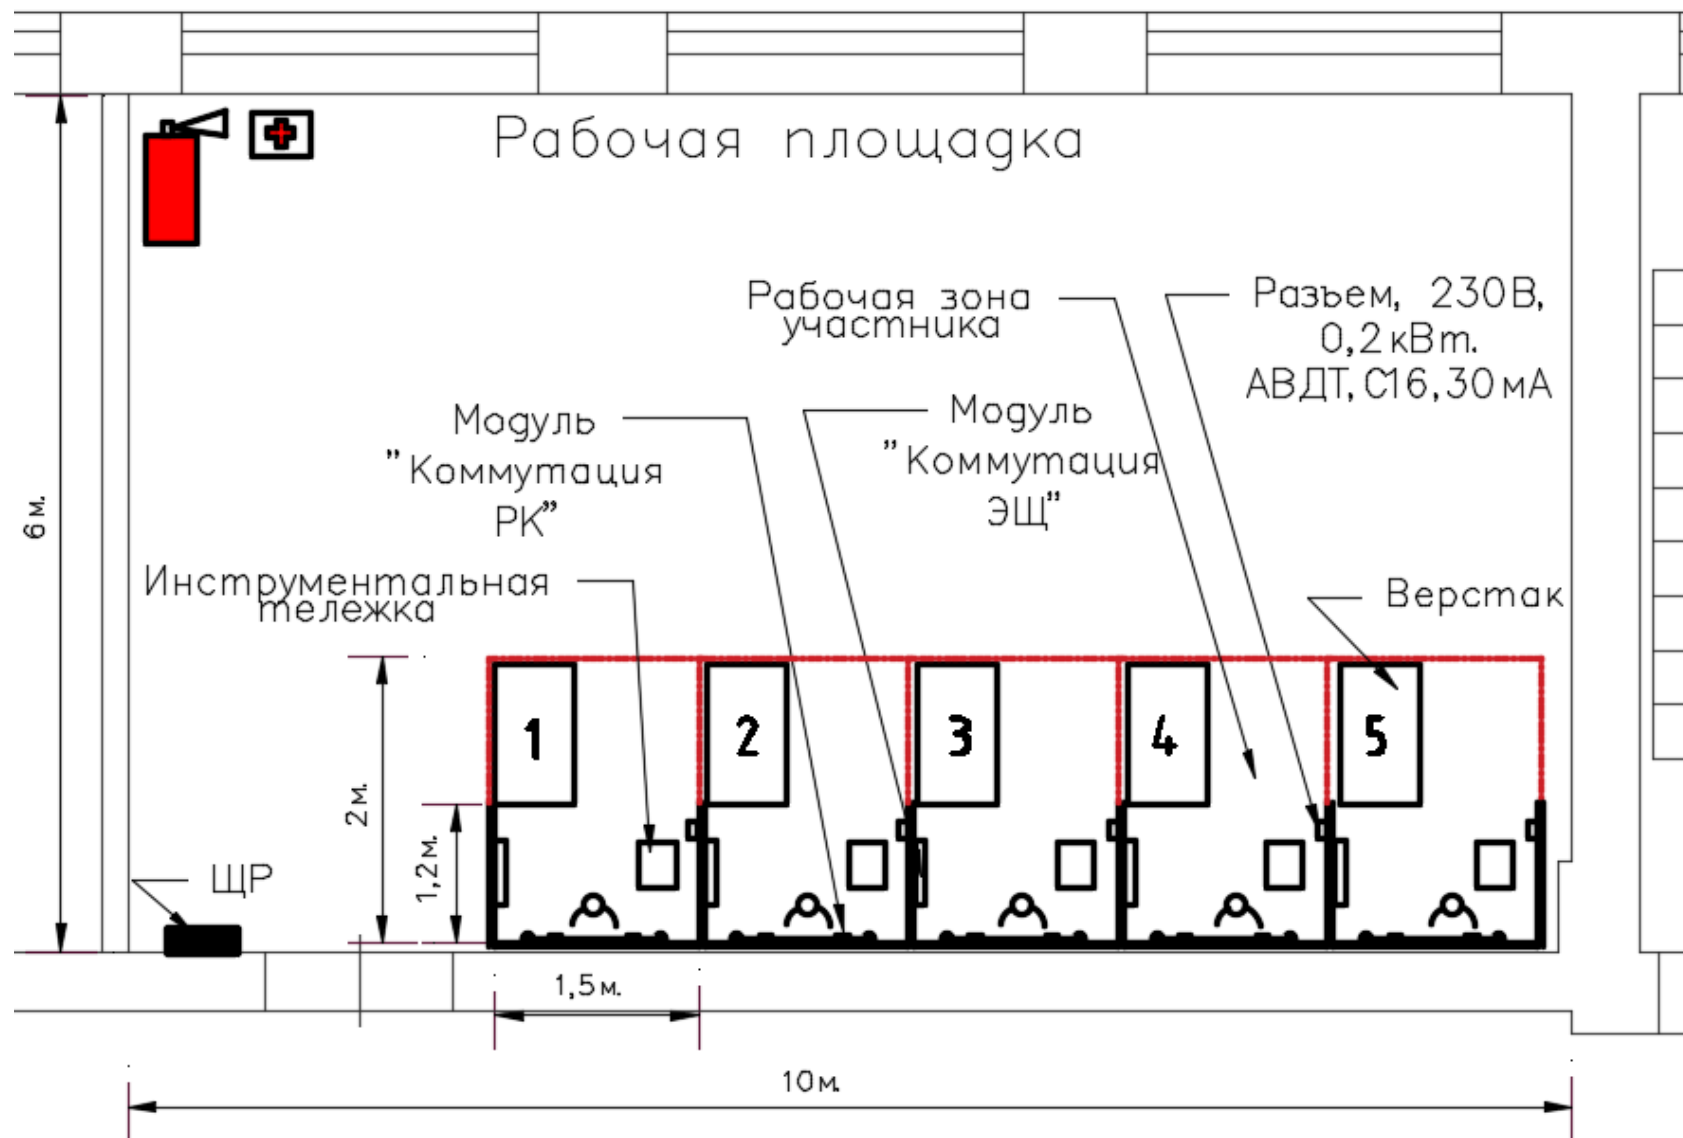 Рабочая площадка
Рабочая зона
участника
Разъем, 230В,
0,2кВт.
АВДТ, С16, 30мА
Модуль
"Коммутация
РК"
Модуль
"Коммутация
ЭЩ"
6м.
Инструментальная
тележка
Верстак
1
2
3
4
5
2м.
1,2м.
ЩР
1,5м.
10м.